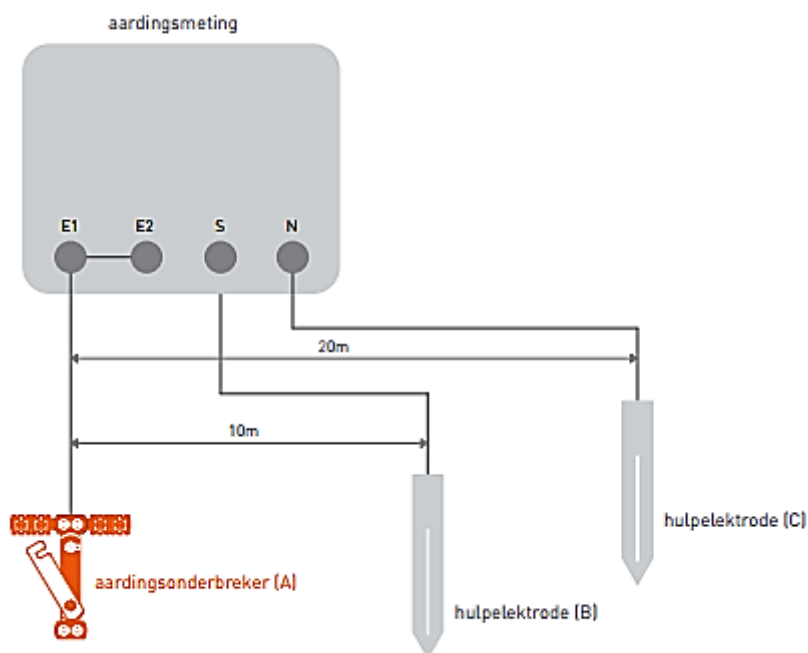 aardingsmeting
E1 E2 S N
20m
10m
hulpelektrode (C)
aardingsonderbreker (A)
hulpelektrode (B)